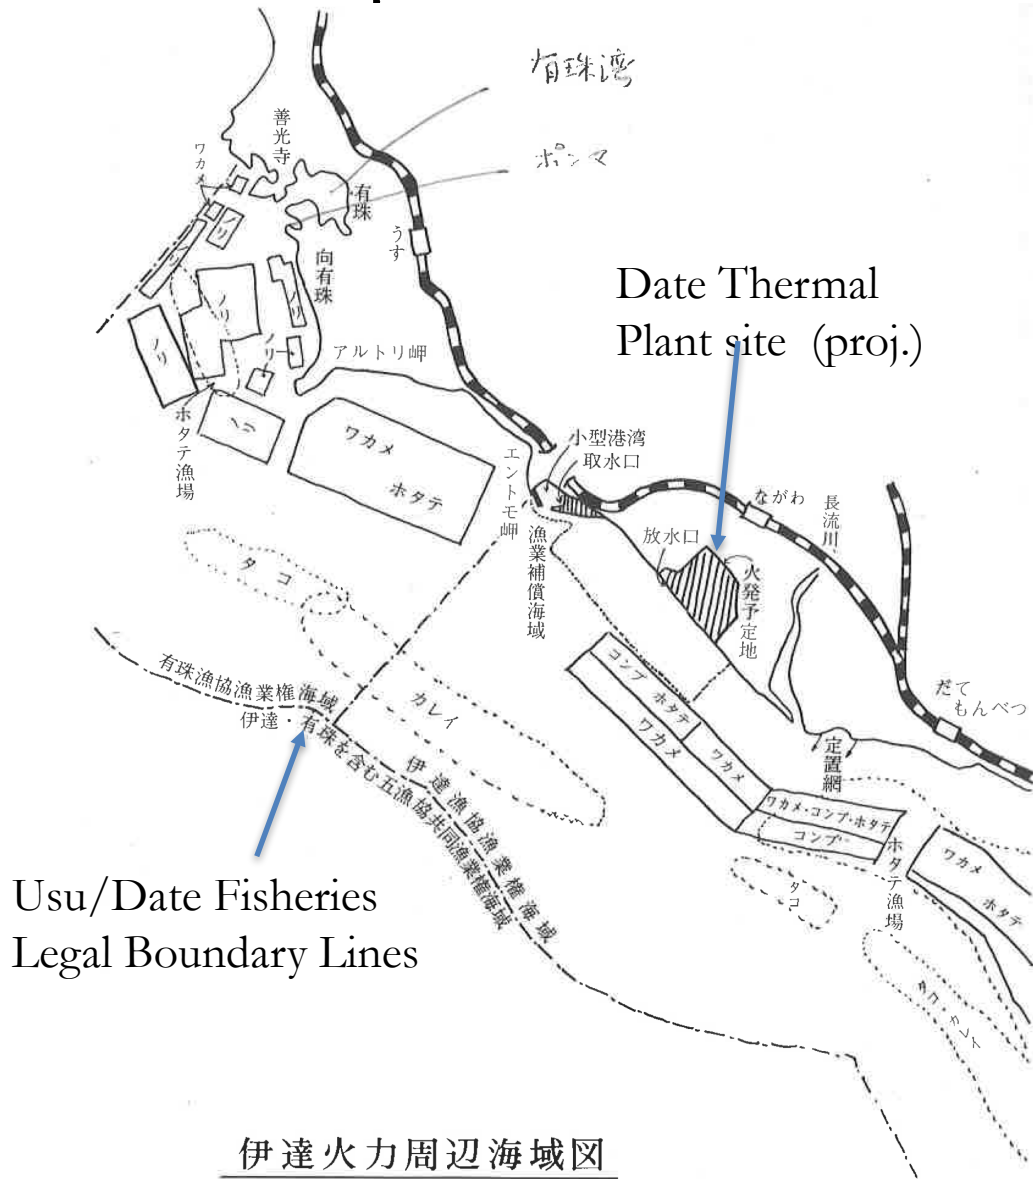 有珠湾
ポンマ
善光寺
ワカメ
有珠
うす
向有珠
ノリ
ノリ
ノリ
ノリ
ノリ
ノリ
ノリ
アルトリ岬
ホタテ漁場
ワカメ
ホタテ
Date Thermal
Plant site (proj.)
小型港湾
取水口
エントモ岬
漁業補償海域
放水口
火発予定地
ながわ
長流川
だて
もんべつ
タコ
カレイ
有珠漁協漁業権海域
伊達・有珠を含む五漁協共同漁業権海域
伊達漁協漁業権海域
コンブ ホタテ
ワカメ
ワカメ
定置網
ワカメ・コンブ・ホタテ
コンブ
ホタテ漁場
ワカメ
ホタテ
タコ
タコ・カレイ
Usu/Date Fisheries
Legal Boundary Lines
伊達火力周辺海域図